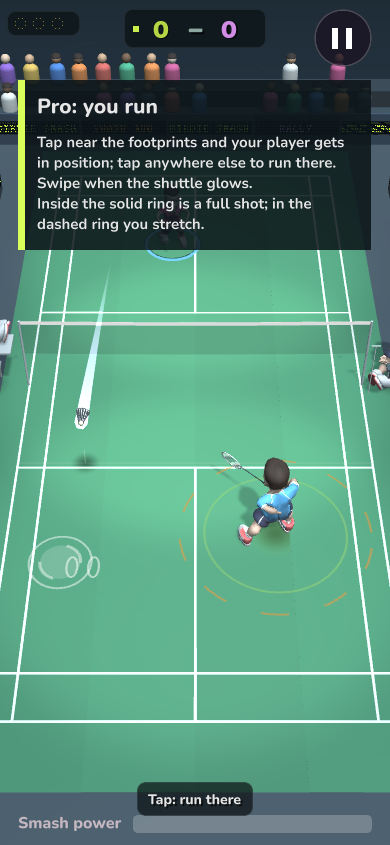 0 – 0
Pro: you run
Tap near the footprints and your player gets
in position; tap anywhere else to run there.
Swipe when the shuttle glows.
Inside the solid ring is a full shot; in the
dashed ring you stretch.
Tap: run there
Smash power